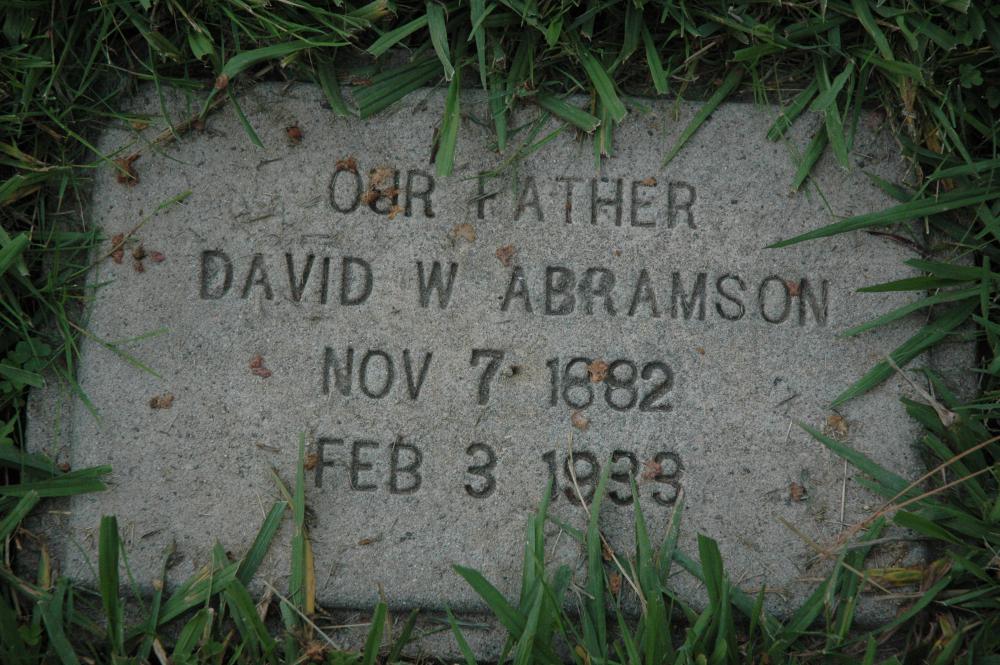 OUR FATHER
DAVID W ABRAMSON
NOV 7 1882
FEB 3 1933